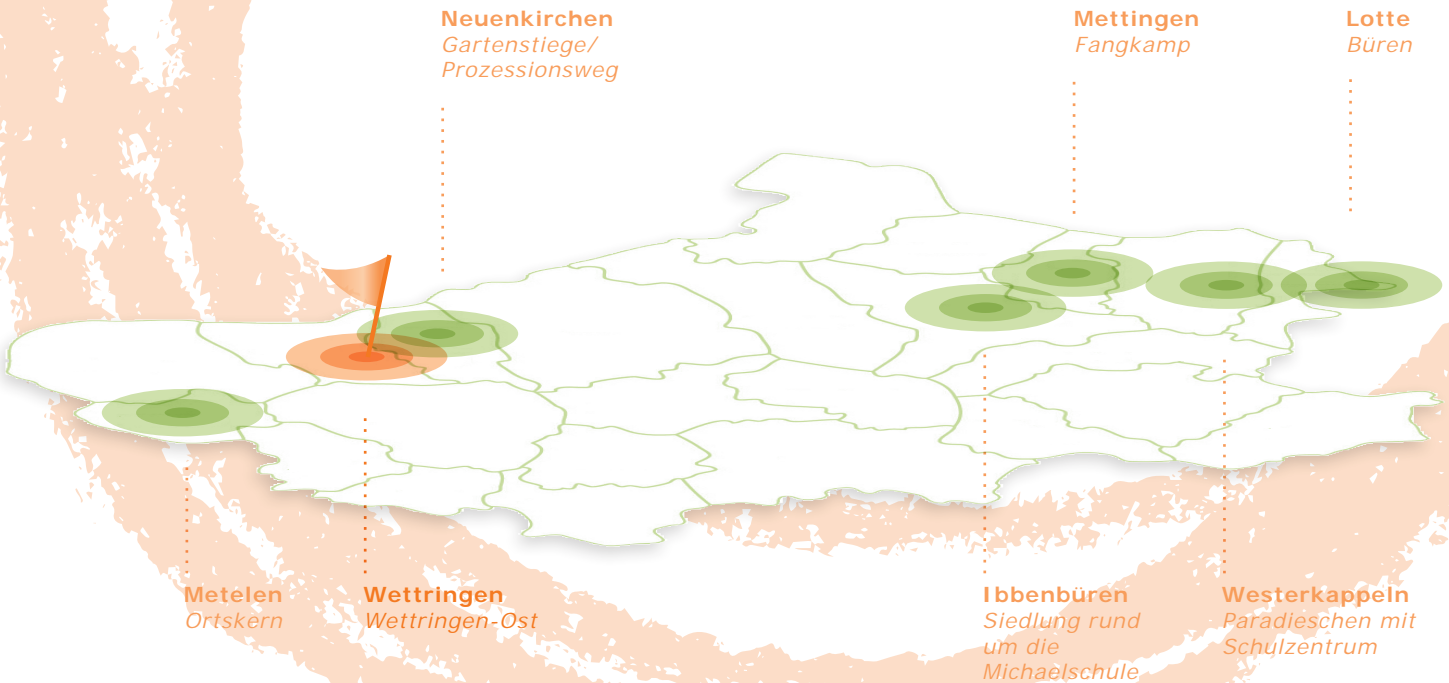 Neuenkirchen
Gartenstiege/
Prozessionsweg
Mettingen
Fangkamp
Lotte
Büren
Metelen
Ortskern
Wettringen
Wettringen-Ost
Ibbenbüren
Siedlung rund
um die
Michaelschule
Westerkappeln
Paradieschen mit
Schulzentrum